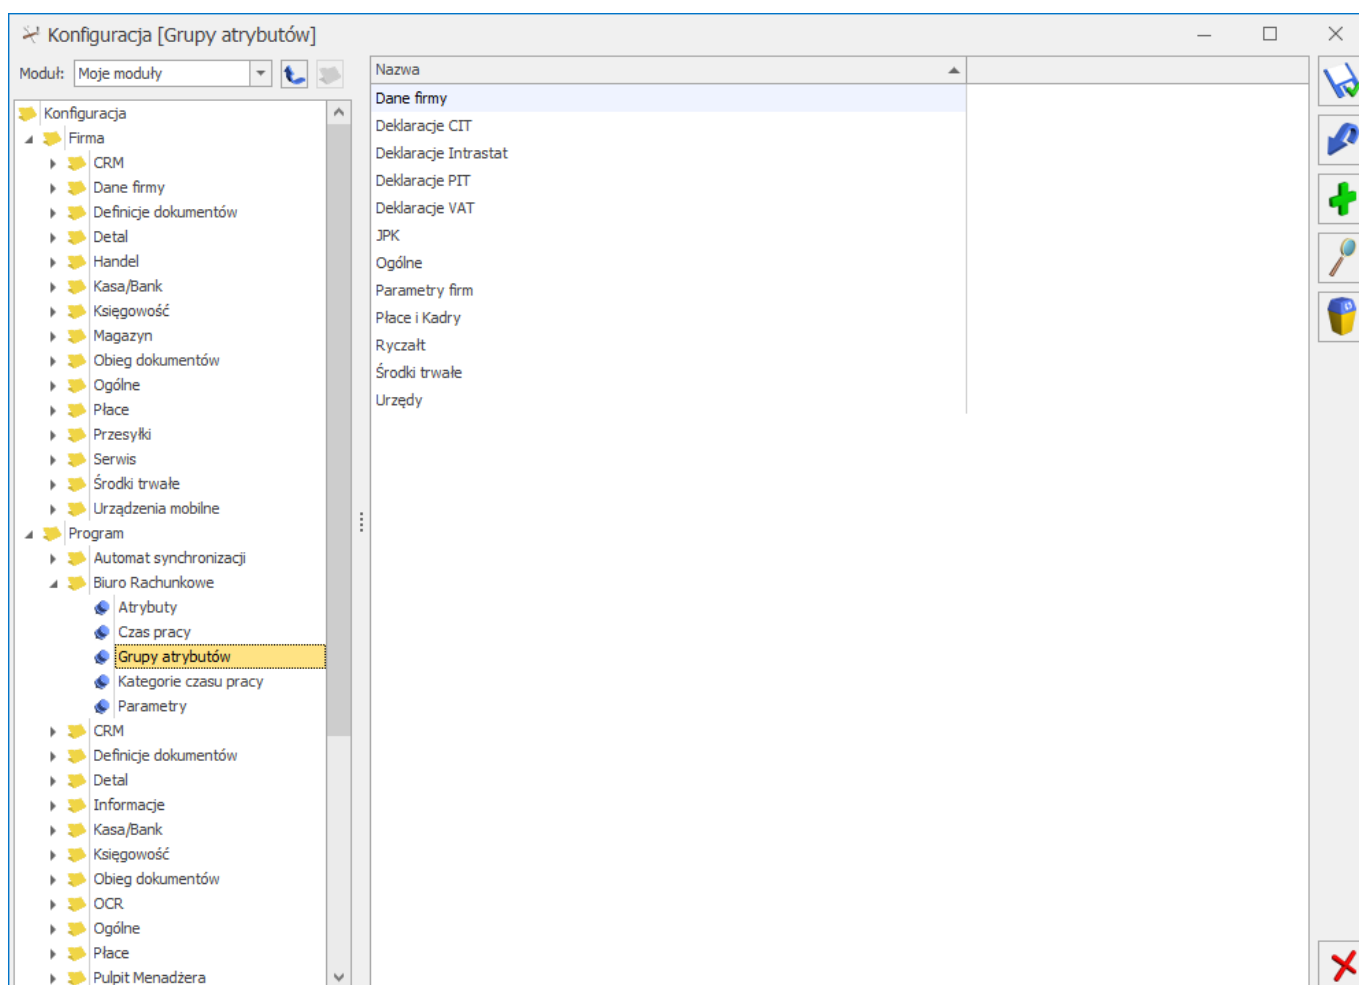 Konfiguracja [Grupy atrybutów]
Moduł:
Moje moduły
Konfiguracja
Firma
CRM
Dane firmy
Definicje dokumentów
Detal
Handel
Kasa/Bank
Księgowość
Magazyn
Obieg dokumentów
Ogólne
Płace
Przesyłki
Serwis
Środki trwałe
Urządzenia mobilne
Program
Automat synchronizacji
Biuro Rachunkowe
Atrybuty
Czas pracy
Grupy atrybutów
Kategorie czasu pracy
Parametry
CRM
Definicje dokumentów
Detal
Informacje
Kasa/Bank
Księgowość
Obieg dokumentów
OCR
Ogólne
Płace
Pulpit Menadżera
Nazwa
Dane firmy
Deklaracje CIT
Deklaracje Intrastat
Deklaracje PIT
Deklaracje VAT
JPK
Ogólne
Parametry firm
Płace i Kadry
Ryczałt
Środki trwałe
Urzędy